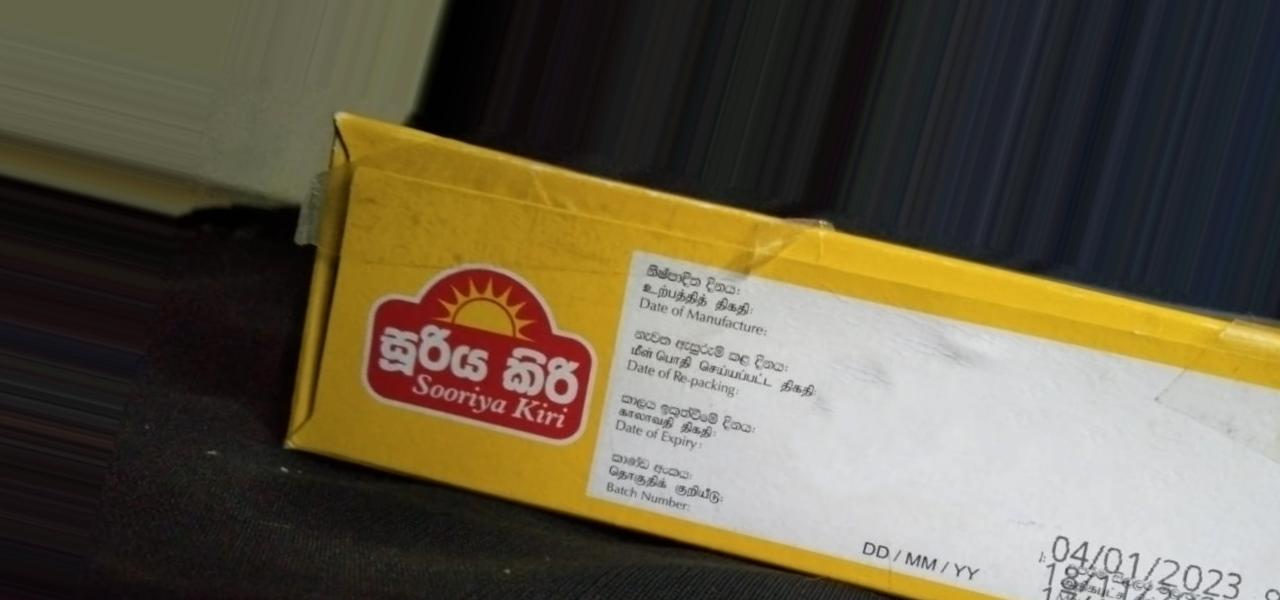 සූරිය කිරි
Sooriya Kiri
නිෂ්පාදිත දිනය:
உற்பத்தித் திகதி:
Date of Manufacture:
නැවත ඇසුරුම් කළ දිනය:
மீள் பொதி செய்யப்பட்ட திகதி:
Date of Re-packing:
කාලය ඉකුත්වීමේ දිනය:
காலாவதி திகதி:
Date of Expiry:
කාණ්ඩ අංකය:
தொகுதிக் குறியீடு:
Batch Number:
DD / MM / YY
04/01/2023